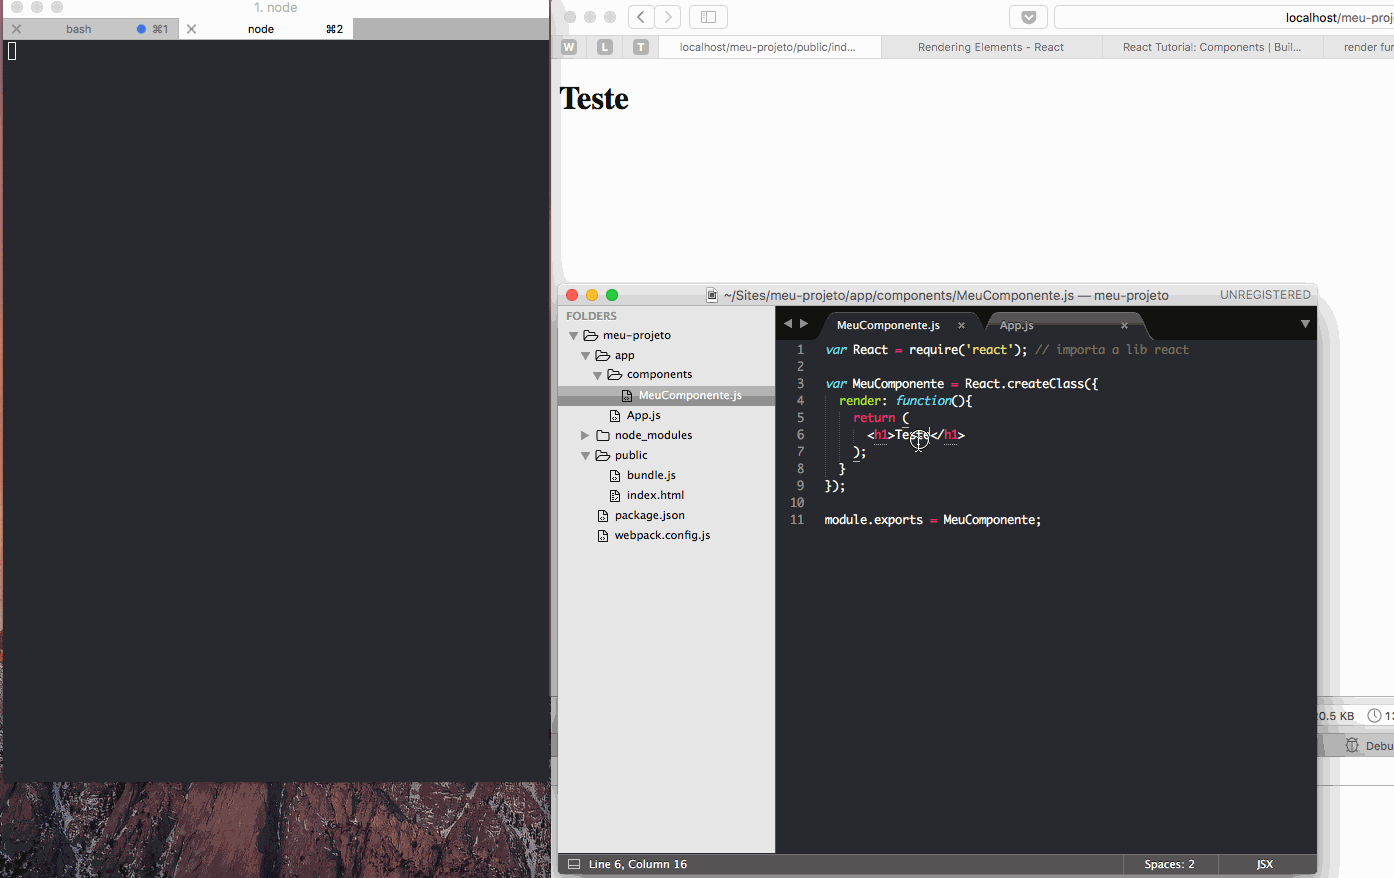 1. node
bash ⌘1
node ⌘2
localhost/meu-proj
W L T localhost/meu-projeto/public/ind... Rendering Elements - React React Tutorial: Components | Buil... render fur
Teste
~/Sites/meu-projeto/app/components/MeuComponente.js — meu-projeto UNREGISTERED
FOLDERS
meu-projeto
app
components
MeuComponente.js
App.js
node_modules
public
bundle.js
index.html
package.json
webpack.config.js
MeuComponente.js App.js
1 var React = require('react'); // importa a lib react
2
3 var MeuComponente = React.createClass({
4 render: function(){
5 return (
6 <h1>Teste</h1>
7 );
8 }
9 });
10
11 module.exports = MeuComponente;
0.5 KB 13
Debu
Line 6, Column 16 Spaces: 2 JSX